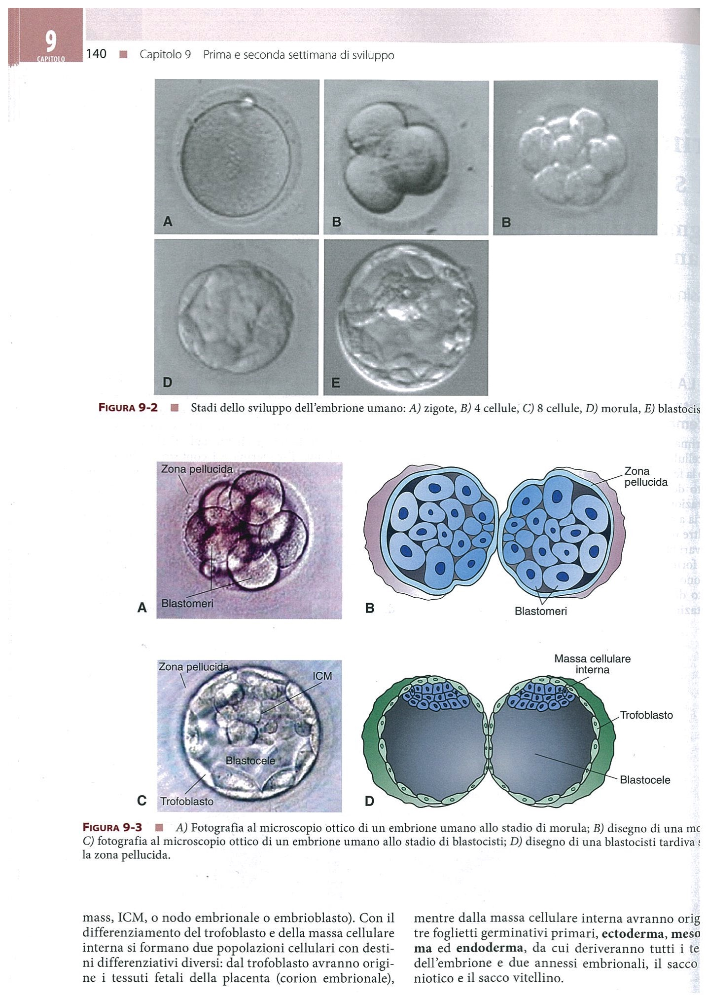 9
CAPITOLO
140 ■ Capitolo 9 Prima e seconda settimana di sviluppo
A
B
B
D
E
FIGURA 9-2 ■ Stadi dello sviluppo dell'embrione umano: A) zigote, B) 4 cellule, C) 8 cellule, D) morula, E) blastocis
Zona pellucida
Blastomeri
A
Zona
pellucida
Blastomeri
B
Zona pellucida
ICM
Blastocele
Trofoblasto
C
Massa cellulare
interna
Trofoblasto
Blastocele
D
FIGURA 9-3 ■ A) Fotografia al microscopio ottico di un embrione umano allo stadio di morula; B) disegno di una mo
C) fotografia al microscopio ottico di un embrione umano allo stadio di blastocisti; D) disegno di una blastocisti tardiva s
la zona pellucida.
mass, ICM, o nodo embrionale o embrioblasto). Con il
differenziamento del trofoblasto e della massa cellulare
interna si formano due popolazioni cellulari con desti-
ni differenziativi diversi: dal trofoblasto avranno origi-
ne i tessuti fetali della placenta (corion embrionale),
mentre dalla massa cellulare interna avranno orig
tre foglietti germinativi primari, ectoderma, meso
ma ed endoderma, da cui deriveranno tutti i te
dell'embrione e due annessi embrionali, il sacco
niotico e il sacco vitellino.